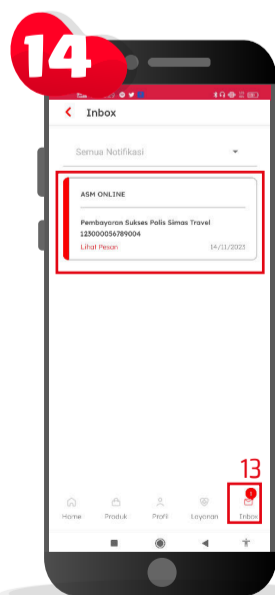 14
Inbox
Semua Notifikasi
ASM ONLINE
Pembayaran Sukses Polis Simas Travel
123000056789004
Lihat Pesan 14/11/2023
13
1
Home Produk Profil Layanan Inbox